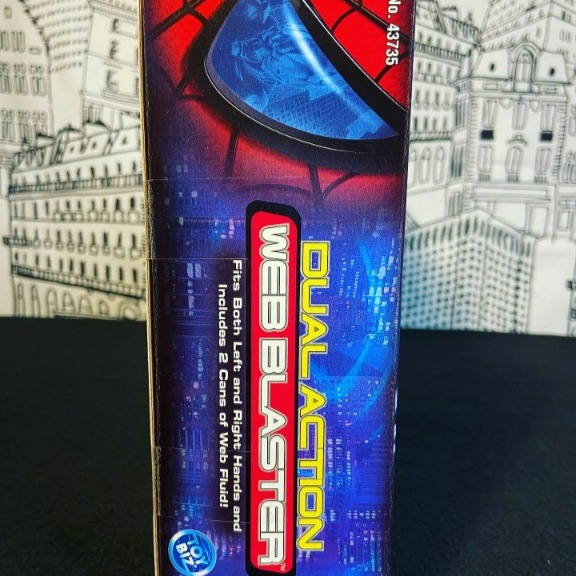 No. 43735
DUAL ACTION
WEB BLASTER™
Fits Both Left and Right Hands and
Includes 2 Cans of Web Fluid!
TOY
BIZ